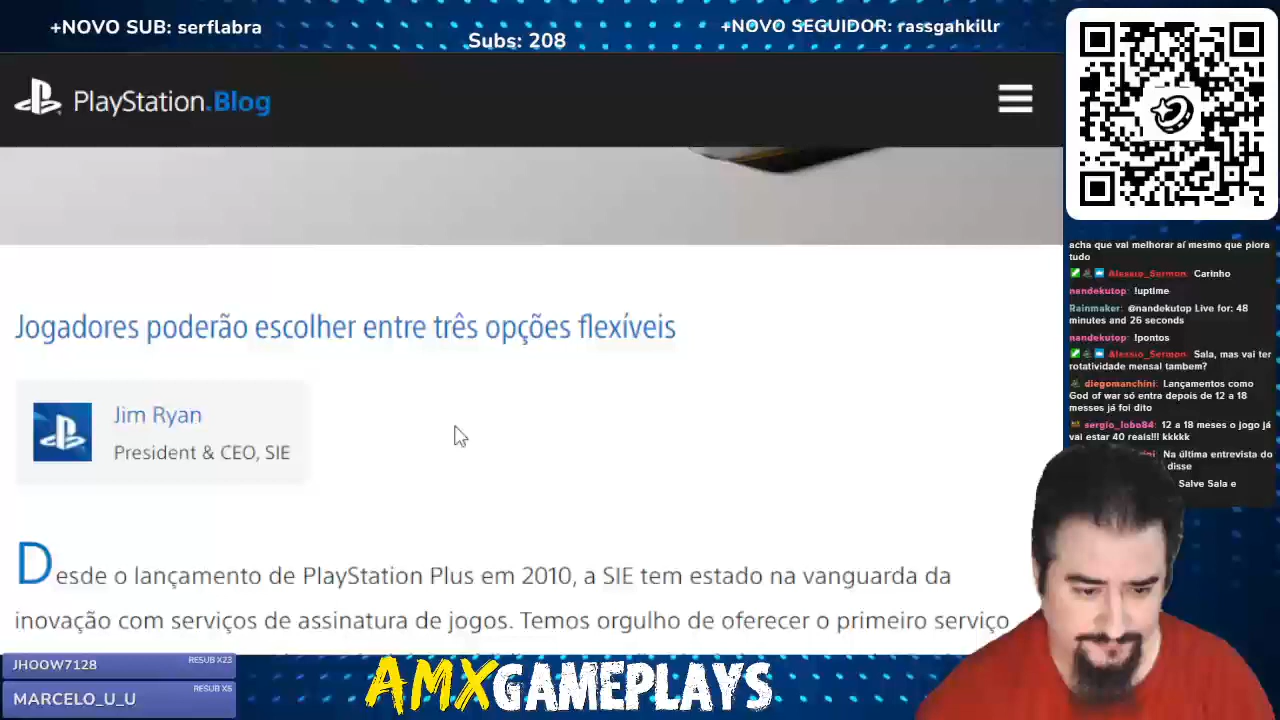 +NOVO SUB: serflabra
Subs: 208
+NOVO SEGUIDOR: rassgahkillr
PlayStation.Blog
Jogadores poderão escolher entre três opções flexíveis
Jim Ryan
President & CEO, SIE
Desde o lançamento de PlayStation Plus em 2010, a SIE tem estado na vanguarda da
inovação com serviços de assinatura de jogos. Temos orgulho de oferecer o primeiro serviço
acha que vai melhorar aí mesmo que piora
tudo
Alessio_Sermon: Carinho
nandekutop: !uptime
Rainmaker: @nandekutop Live for: 48
minutes and 26 seconds
nandekutop: !pontos
Alessio_Sermon: Sala, mas vai ter
rotatividade mensal tambem?
diegomanchini: Lançamentos como
God of war só entra depois de 12 a 18
messes já foi dito
sergio_lobo84: 12 a 18 meses o jogo já
vai estar 40 reais!!! kkkkk
Na última entrevista do
disse
Salve Sala e
JHOOW7128
RESUB X23
MARCELO_U_U
RESUB X5
AMXGAMEPLAYS